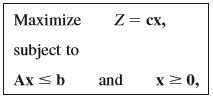 Maximize Z = cx,
subject to
Ax ≤ b and x ≥ 0,